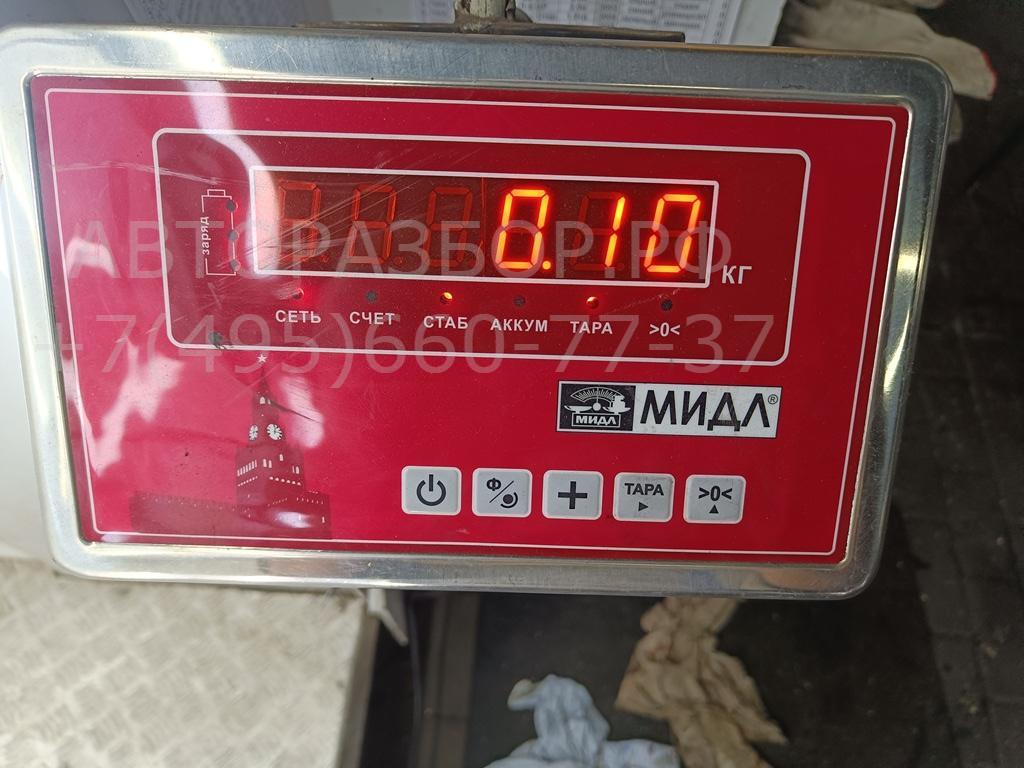 заряд
0.10
КГ
СЕТЬ СЧЕТ СТАБ АККУМ ТАРА >0<
АВТОРАЗБОР.РФ
+7(495)660-77-37
МИДЛ МИДЛ®
Ф
ТАРА >0<